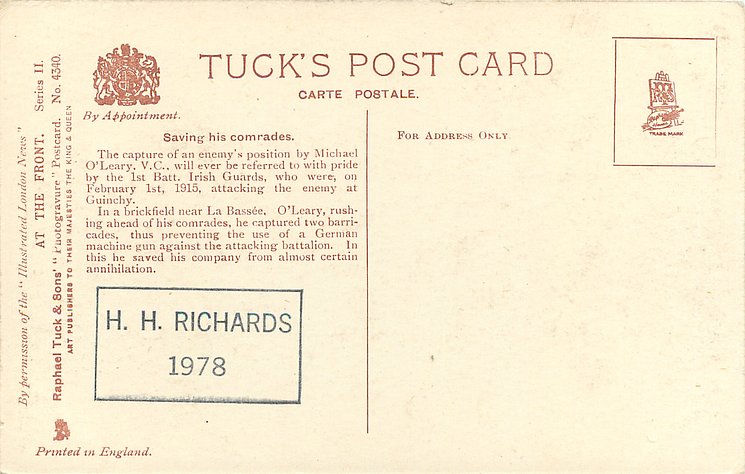 TUCK'S POST CARD
CARTE POSTALE.
By Appointment.
Saving his comrades.
The capture of an enemy's position by Michael
O'Leary, V.C., will ever be referred to with pride
by the 1st Batt. Irish Guards, who were, on
February 1st, 1915, attacking the enemy at
Guinchy.
In a brickfield near La Bassée, O'Leary, rush-
ing ahead of his comrades, he captured two barri-
cades, thus preventing the use of a German
machine gun against the attacking battalion. In
this he saved his company from almost certain
annihilation.
H. H. RICHARDS
1978
FOR ADDRESS ONLY
TRADE MARK
By permission of the "Illustrated London News"
AT THE FRONT. Series II.
Raphael Tuck & Sons' "Photogravure" Postcard. No. 4340.
ART PUBLISHERS TO THEIR MAJESTIES THE KING & QUEEN
Printed in England.